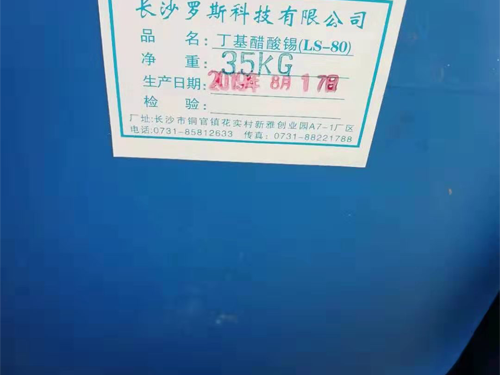 长沙罗斯科技有限公司
品 名: 丁基醋酸锡(LS-80)
净 重: 35KG
生产日期: 8月17日
检 验:
厂地:长沙市铜官镇花实村新雅创业园A7-1厂区
电话:0731-85812633 传真:0731-88221788